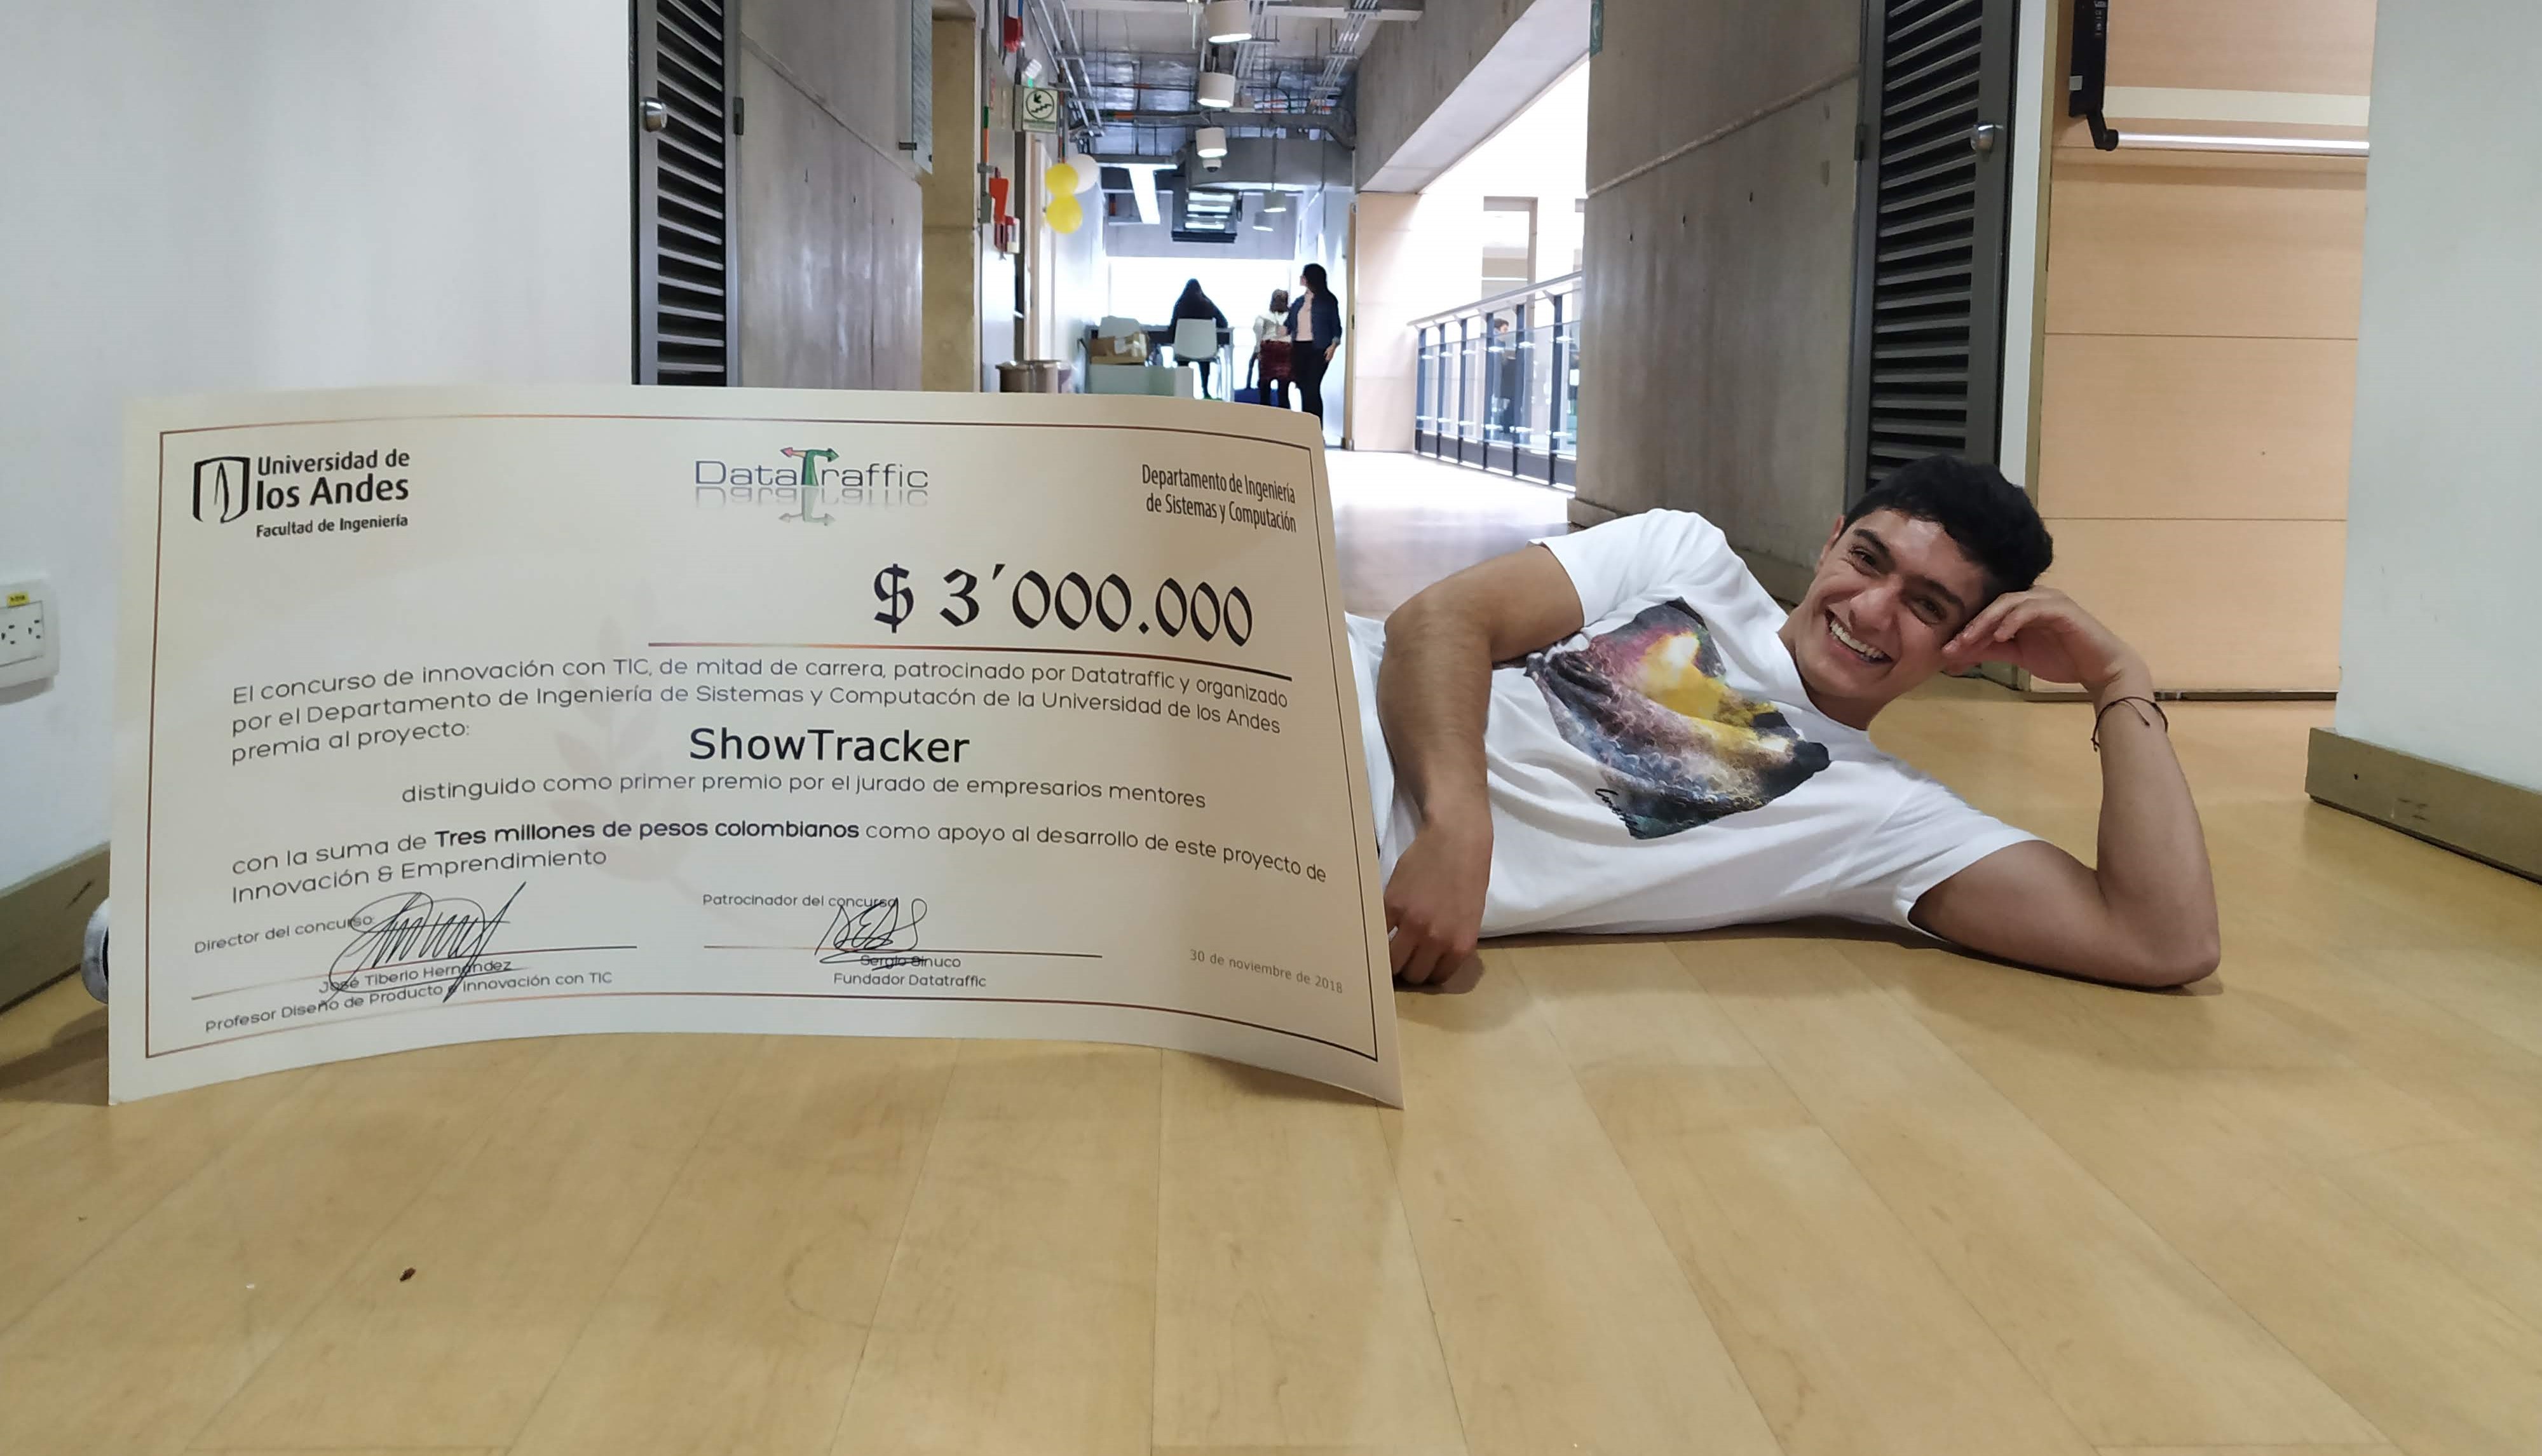 Universidad de
los Andes
Facultad de Ingeniería
DataTraffic
Departamento de Ingeniería
de Sistemas y Computación
$ 3´000.000
El concurso de innovación con TIC, de mitad de carrera, patrocinado por Datatraffic y organizado
por el Departamento de Ingeniería de Sistemas y Computacón de la Universidad de los Andes
premia al proyecto:
ShowTracker
distinguido como primer premio por el jurado de empresarios mentores
con la suma de Tres millones de pesos colombianos como apoyo al desarrollo de este proyecto de
Innovación & Emprendimiento
Director del concurso:
José Tiberio Hernández
Profesor Diseño de Producto e Innovación con TIC
Patrocinador del concurso
Sergio Sinuco
Fundador Datatraffic
30 de noviembre de 2018